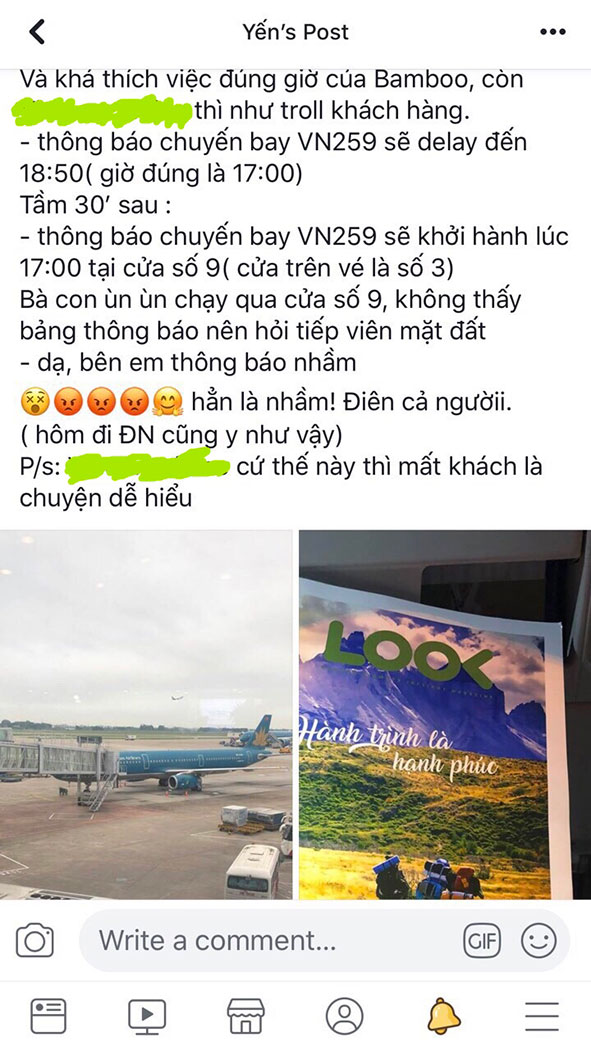 Yến's Post
Và khá thích việc đúng giờ của Bamboo, còn
thì như troll khách hàng.
- thông báo chuyến bay VN259 sẽ delay đến
18:50( giờ đúng là 17:00)
Tầm 30’ sau :
- thông báo chuyến bay VN259 sẽ khởi hành lúc
17:00 tại cửa số 9( cửa trên vé là số 3)
Bà con ùn ùn chạy qua cửa số 9, không thấy
bảng thông báo nên hỏi tiếp viên mặt đất
- dạ, bên em thông báo nhầm
😵😡😡😡🤗 hẳn là nhầm! Điên cả ngườii.
( hôm đi ĐN cũng y như vậy)
P/s: cứ thế này thì mất khách là
chuyện dễ hiểu
LOOK
Hành trình là
hạnh phúc
Write a comment...
GIF